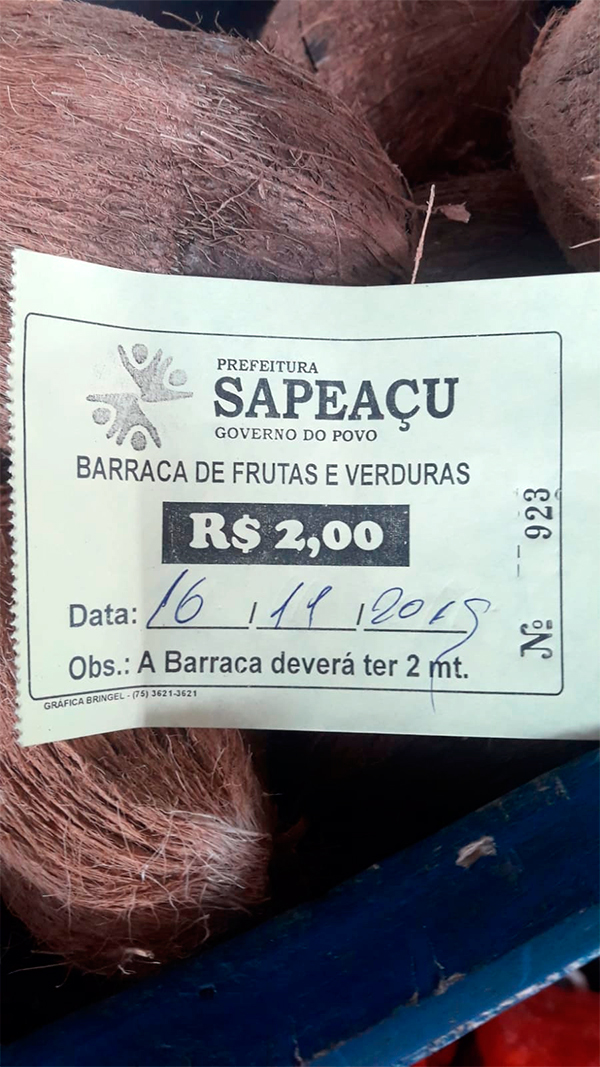 PREFEITURA
SAPEAÇU
GOVERNO DO POVO
BARRACA DE FRUTAS E VERDURAS
R$ 2,00
Data: 16 / 11 / 2019
Obs.: A Barraca deverá ter 2 mt.
Nº 923
GRÁFICA BRINGEL - (75) 3621-3621